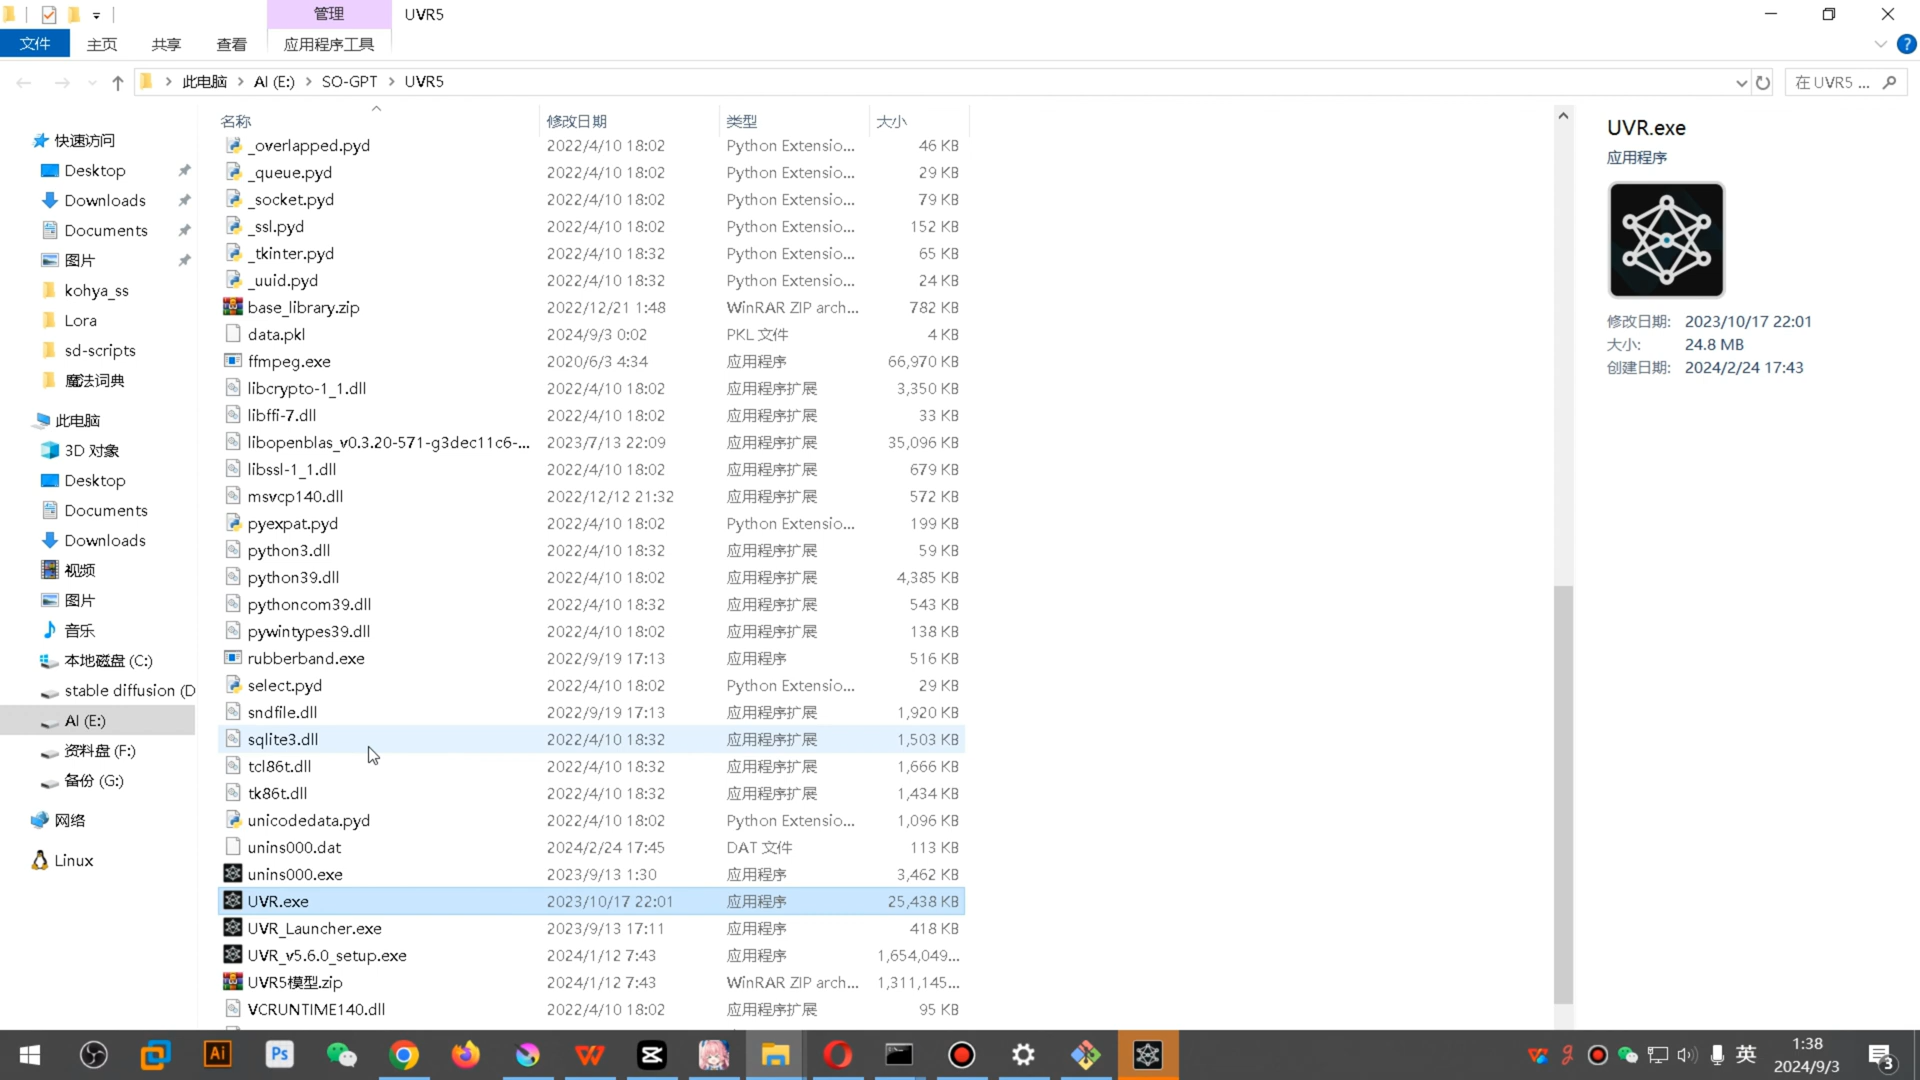 管理 UVR5
文件 主页 共享 查看 应用程序工具
此电脑 AI (E:) SO-GPT UVR5 在 UVR5 ...
名称 修改日期 类型 大小
_overlapped.pyd 2022/4/10 18:02 Python Extensio... 46 KB
_queue.pyd 2022/4/10 18:02 Python Extensio... 29 KB
_socket.pyd 2022/4/10 18:02 Python Extensio... 79 KB
_ssl.pyd 2022/4/10 18:02 Python Extensio... 152 KB
_tkinter.pyd 2022/4/10 18:32 Python Extensio... 65 KB
_uuid.pyd 2022/4/10 18:32 Python Extensio... 24 KB
base_library.zip 2022/12/21 1:48 WinRAR ZIP arch... 782 KB
data.pkl 2024/9/3 0:02 PKL 文件 4 KB
ffmpeg.exe 2020/6/3 4:34 应用程序 66,970 KB
libcrypto-1_1.dll 2022/4/10 18:02 应用程序扩展 3,350 KB
libffi-7.dll 2022/4/10 18:02 应用程序扩展 33 KB
libopenblas_v0.3.20-571-g3dec11c6-... 2023/7/13 22:09 应用程序扩展 35,096 KB
libssl-1_1.dll 2022/4/10 18:02 应用程序扩展 679 KB
msvcp140.dll 2022/12/12 21:32 应用程序扩展 572 KB
pyexpat.pyd 2022/4/10 18:02 Python Extensio... 199 KB
python3.dll 2022/4/10 18:32 应用程序扩展 59 KB
python39.dll 2022/4/10 18:02 应用程序扩展 4,385 KB
pythoncom39.dll 2022/4/10 18:32 应用程序扩展 543 KB
pywintypes39.dll 2022/4/10 18:02 应用程序扩展 138 KB
rubberband.exe 2022/9/19 17:13 应用程序 516 KB
select.pyd 2022/4/10 18:02 Python Extensio... 29 KB
sndfile.dll 2022/9/19 17:13 应用程序扩展 1,920 KB
sqlite3.dll 2022/4/10 18:32 应用程序扩展 1,503 KB
tcl86t.dll 2022/4/10 18:32 应用程序扩展 1,666 KB
tk86t.dll 2022/4/10 18:32 应用程序扩展 1,434 KB
unicodedata.pyd 2022/4/10 18:02 Python Extensio... 1,096 KB
unins000.dat 2024/2/24 17:45 DAT 文件 113 KB
unins000.exe 2023/9/13 1:30 应用程序 3,462 KB
UVR.exe 2023/10/17 22:01 应用程序 25,438 KB
UVR_Launcher.exe 2023/9/13 17:11 应用程序 418 KB
UVR_v5.6.0_setup.exe 2024/1/12 7:43 应用程序 1,654,049...
UVR5模型.zip 2024/1/12 7:43 WinRAR ZIP arch... 1,311,145...
VCRUNTIME140.dll 2022/4/10 18:02 应用程序扩展 95 KB
快速访问
Desktop
Downloads
Documents
图片
kohya_ss
Lora
sd-scripts
魔法词典
此电脑
3D 对象
Desktop
Documents
Downloads
视频
图片
音乐
本地磁盘 (C:)
stable diffusion (D
AI (E:)
资料盘 (F:)
备份 (G:)
网络
Linux
UVR.exe
应用程序
修改日期: 2023/10/17 22:01
大小: 24.8 MB
创建日期: 2024/2/24 17:43
Ai Ps
英
1:38
2024/9/3
3